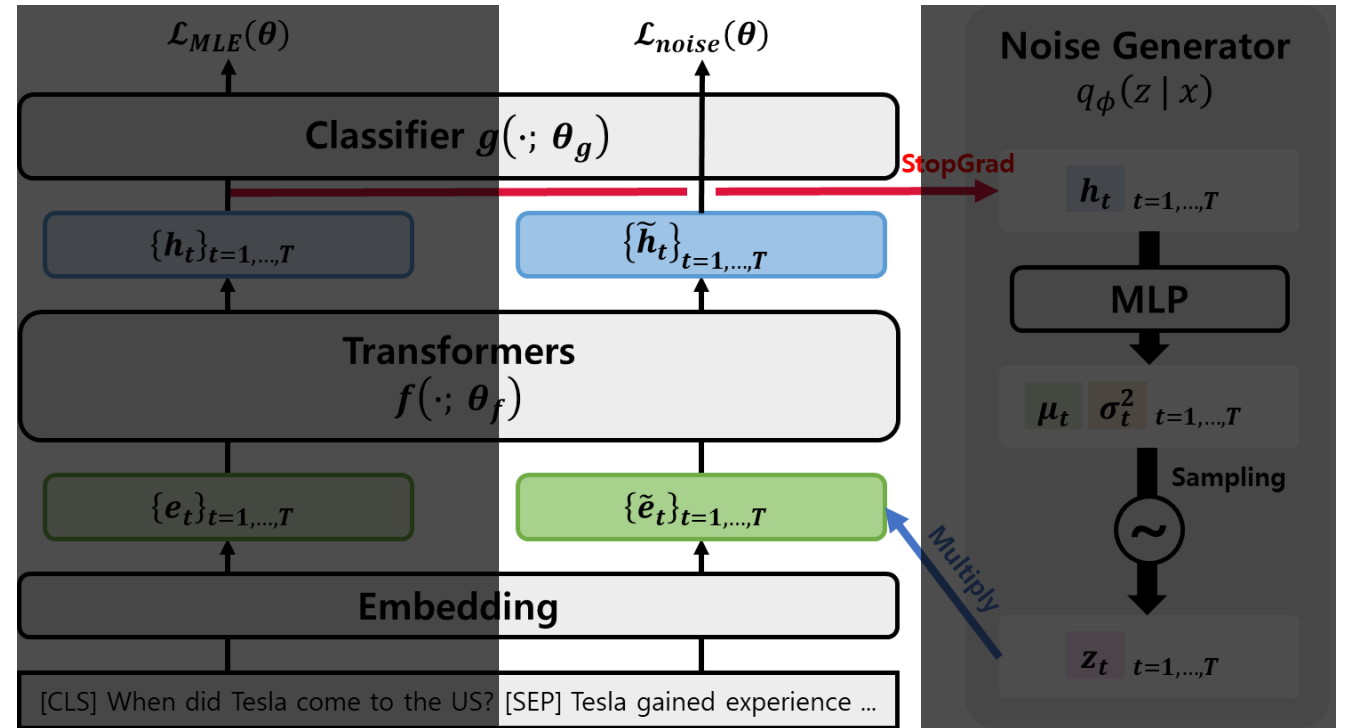 𝓛_MLE(θ)
𝓛_noise(θ)
Classifier g(·; θ_g)
{h_t}_t=1,…,T
{h̃_t}_t=1,…,T
Transformers
f(·; θ_f)
{e_t}_t=1,…,T
{ẽ_t}_t=1,…,T
Embedding
[CLS] When did Tesla come to the US? [SEP] Tesla gained experience ...
StopGrad
Multiply
Noise Generator
q_ϕ(z | x)
h_t t=1,…,T
MLP
μ_t σ_t^2 t=1,…,T
Sampling
~
z_t t=1,…,T